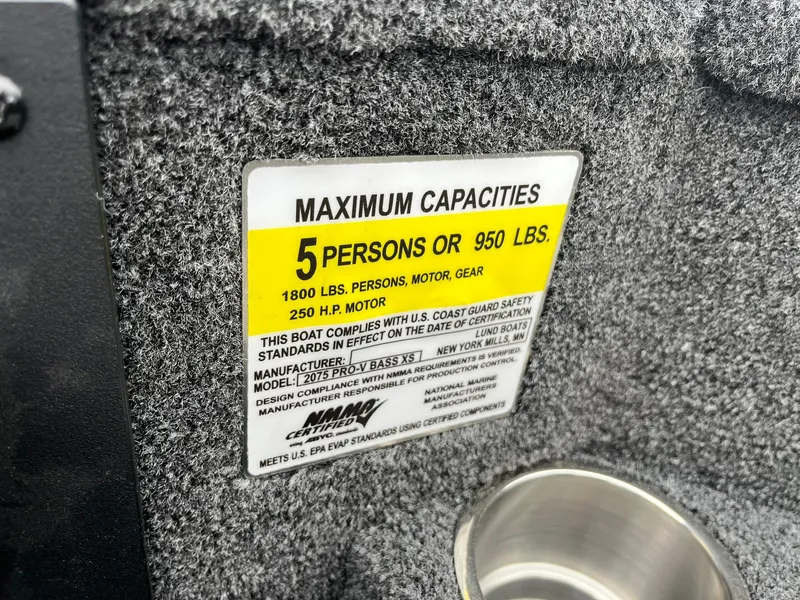 MAXIMUM CAPACITIES
5 PERSONS OR 950 LBS.
1800 LBS. PERSONS, MOTOR, GEAR
250 H.P. MOTOR
THIS BOAT COMPLIES WITH U.S. COAST GUARD SAFETY
STANDARDS IN EFFECT ON THE DATE OF CERTIFICATION
MANUFACTURER: LUND BOATS
NEW YORK MILLS, MN
MODEL: 2075 PRO-V BASS XS
DESIGN COMPLIANCE WITH NMMA REQUIREMENTS IS VERIFIED.
MANUFACTURER RESPONSIBLE FOR PRODUCTION CONTROL.
NMMA
CERTIFIED
using ABYC standards
NATIONAL MARINE
MANUFACTURERS
ASSOCIATION
MEETS U.S. EPA EVAP STANDARDS USING CERTIFIED COMPONENTS